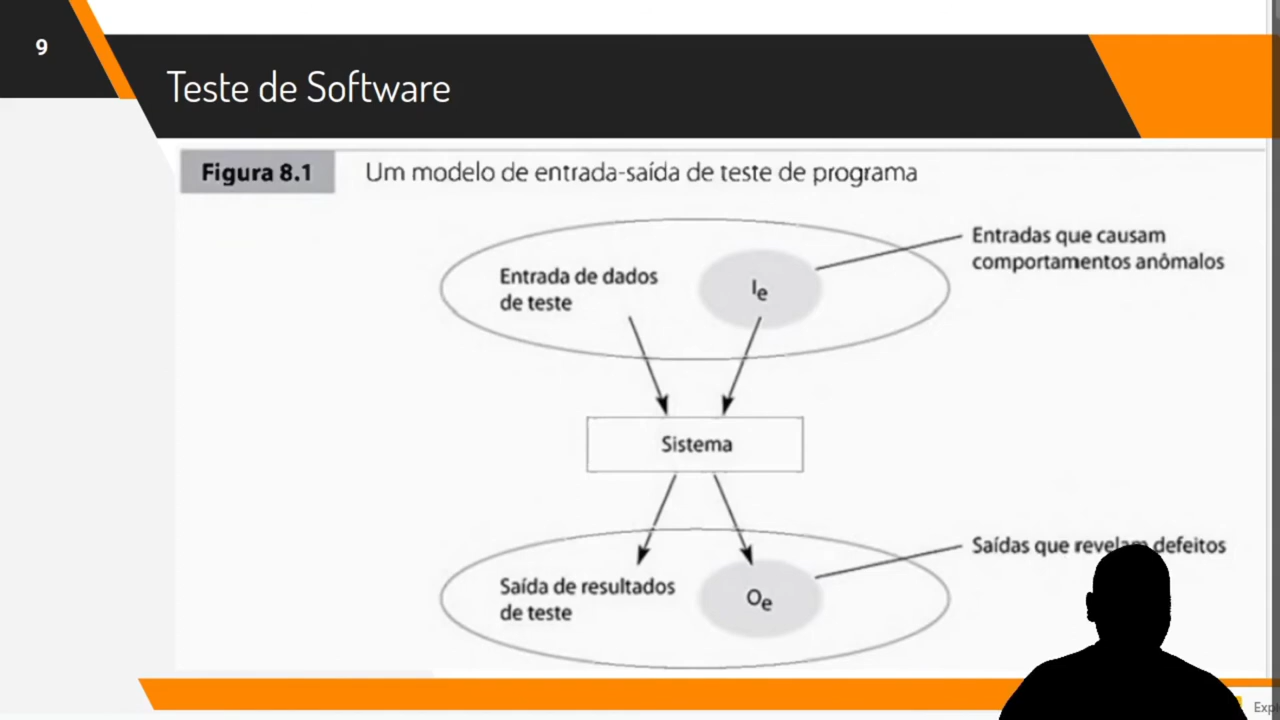 9
Teste de Software
Figura 8.1
Um modelo de entrada-saída de teste de programa
Entradas que causam
comportamentos anômalos
Entrada de dados
de teste
Ie
Sistema
Saídas que revelam defeitos
Saída de resultados
de teste
Oe